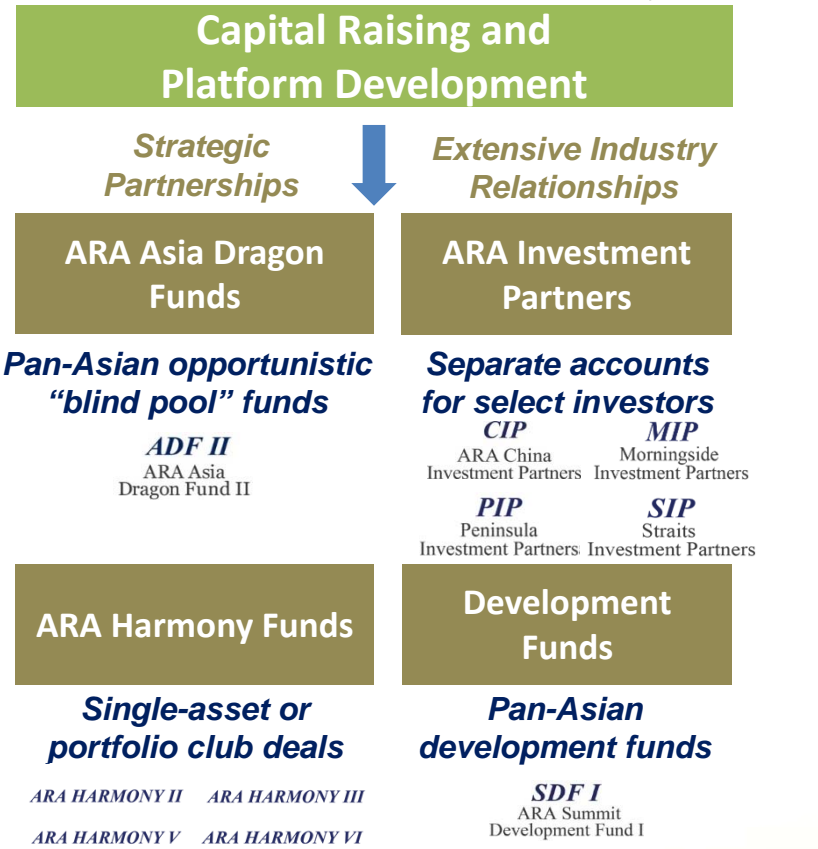 Capital Raising and
Platform Development
Strategic
Partnerships
Extensive Industry
Relationships
ARA Asia Dragon
Funds
ARA Investment
Partners
Pan-Asian opportunistic
“blind pool” funds
Separate accounts
for select investors
ADF II
ARA Asia
Dragon Fund II
CIP
ARA China
Investment Partners
MIP
Morningside
Investment Partners
PIP
Peninsula
Investment Partners
SIP
Straits
Investment Partners
ARA Harmony Funds
Development
Funds
Single-asset or
portfolio club deals
Pan-Asian
development funds
ARA HARMONY II
ARA HARMONY III
ARA HARMONY V
ARA HARMONY VI
SDF I
ARA Summit
Development Fund I